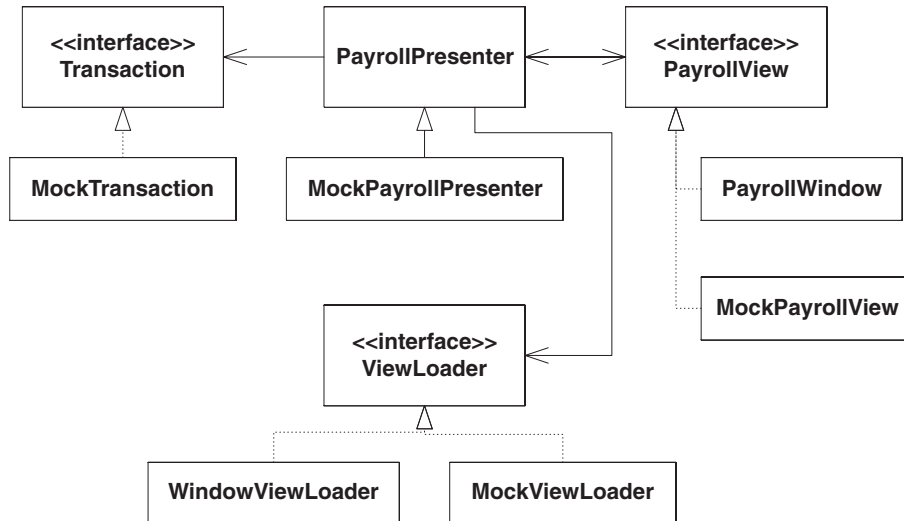 <<interface>>
Transaction
PayrollPresenter
<<interface>>
PayrollView
MockTransaction
MockPayrollPresenter
PayrollWindow
MockPayrollView
<<interface>>
ViewLoader
WindowViewLoader
MockViewLoader